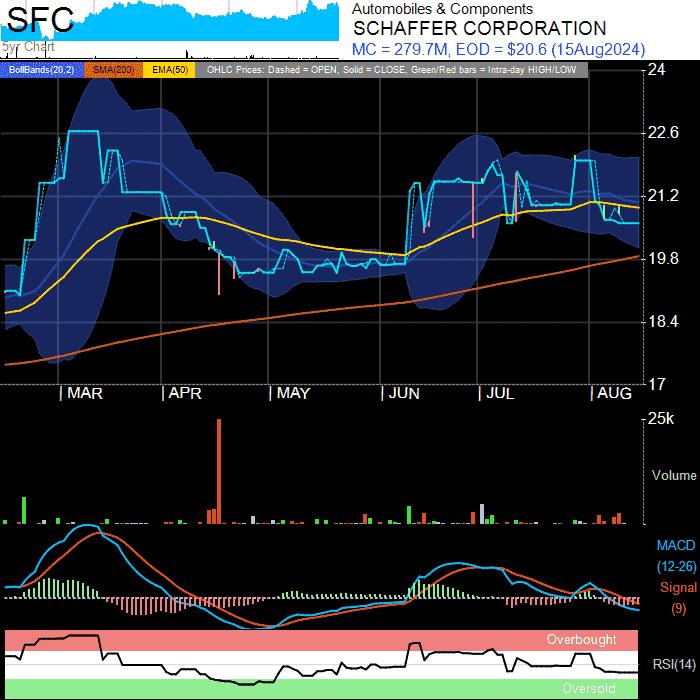 SFC
5yr Chart
Automobiles & Components
SCHAFFER CORPORATION
MC = 279.7M, EOD = $20.6 (15Aug2024)
BollBands(20,2) SMA(200) EMA(50) OHLC Prices: Dashed = OPEN, Solid = CLOSE, Green/Red bars = Intra-day HIGH/LOW
24
22.6
21.2
19.8
18.4
17
MAR APR MAY JUN JUL AUG
25k
Volume
MACD
(12-26)
Signal
(9)
Overbought
RSI(14)
Oversold